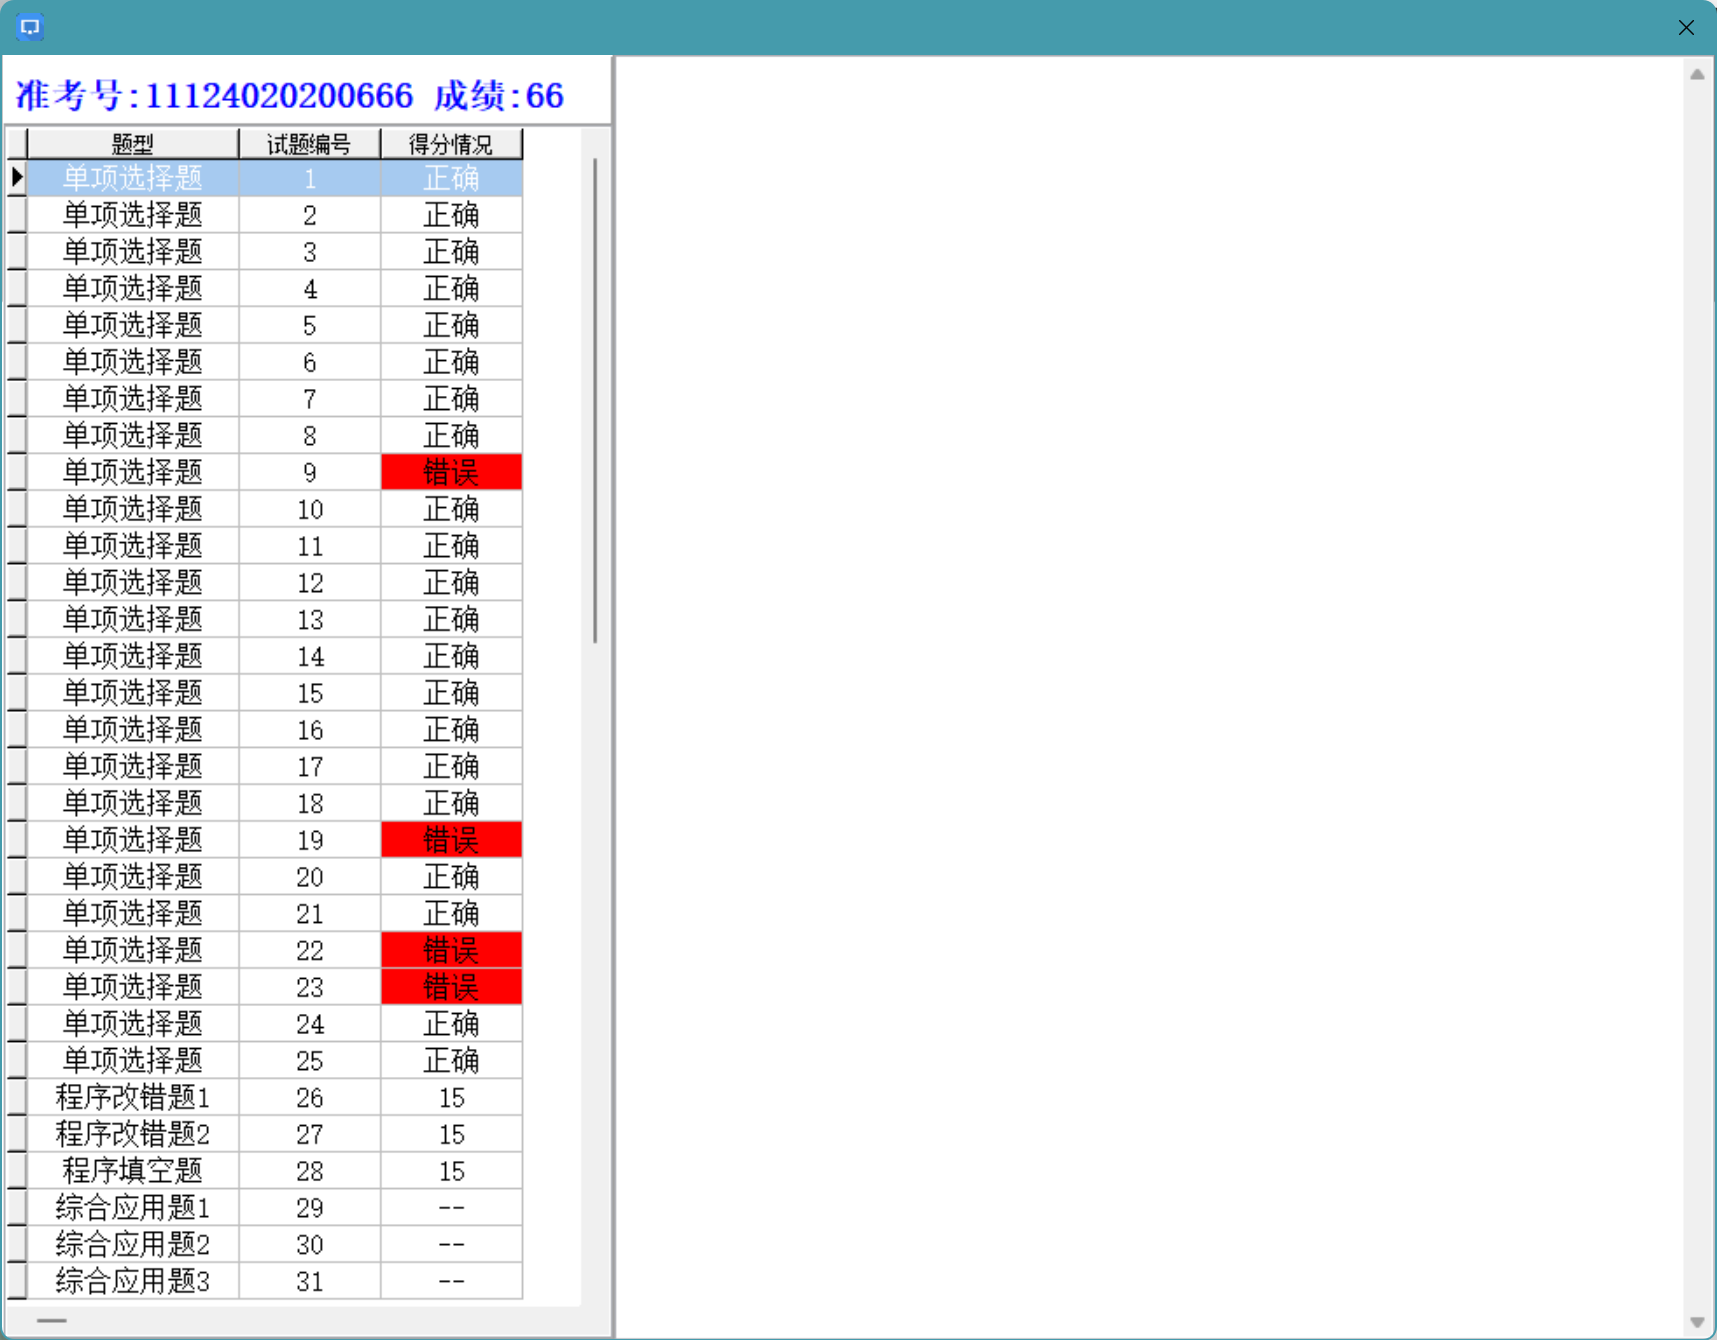 准考号:11124020200666 成绩:66
题型 试题编号 得分情况
单项选择题 1 正确
单项选择题 2 正确
单项选择题 3 正确
单项选择题 4 正确
单项选择题 5 正确
单项选择题 6 正确
单项选择题 7 正确
单项选择题 8 正确
单项选择题 9 错误
单项选择题 10 正确
单项选择题 11 正确
单项选择题 12 正确
单项选择题 13 正确
单项选择题 14 正确
单项选择题 15 正确
单项选择题 16 正确
单项选择题 17 正确
单项选择题 18 正确
单项选择题 19 错误
单项选择题 20 正确
单项选择题 21 正确
单项选择题 22 错误
单项选择题 23 错误
单项选择题 24 正确
单项选择题 25 正确
程序改错题1 26 15
程序改错题2 27 15
程序填空题 28 15
综合应用题1 29 --
综合应用题2 30 --
综合应用题3 31 --